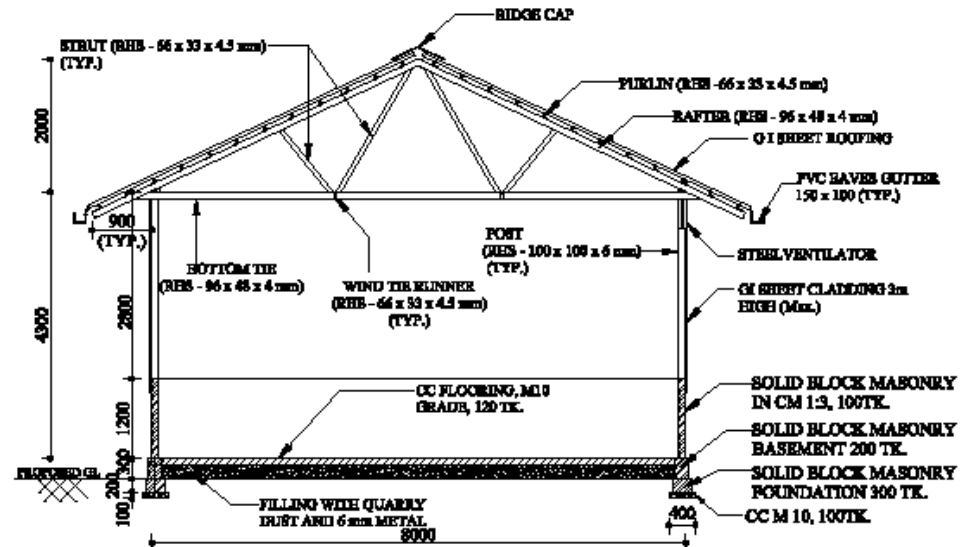 RIDGE CAP
STRUT (RHS - 66 x 33 x 4.5 mm)
(TYP.)
PURLIN (RHS -66 x 33 x 4.5 mm)
RAFTER (RHS - 96 x 48 x 4 mm)
G I SHEET ROOFING
2000
PVC EAVES GUTTER
150 x 100 (TYP.)
900
(TYP.)
POST
(RHS - 100 x 100 x 6 mm)
(TYP.)
STEEL VENTILATOR
BOTTOM TIE
(RHS - 96 x 48 x 4 mm)
WIND TIE RUNNER
(RHS - 66 x 33 x 4.5 mm)
(TYP.)
GI SHEET CLADDING 3m
HIGH (Max.)
4300
2800
CC FLOORING, M10
GRADE, 120 TK.
SOLID BLOCK MASONRY
IN CM 1:3, 100TK.
1200
SOLID BLOCK MASONRY
BASEMENT 200 TK.
300
PROPOSED GL
200
SOLID BLOCK MASONRY
FOUNDATION 300 TK.
100
FILLING WITH QUARRY
DUST AND 6 mm METAL
400
CC M 10, 100TK.
8000